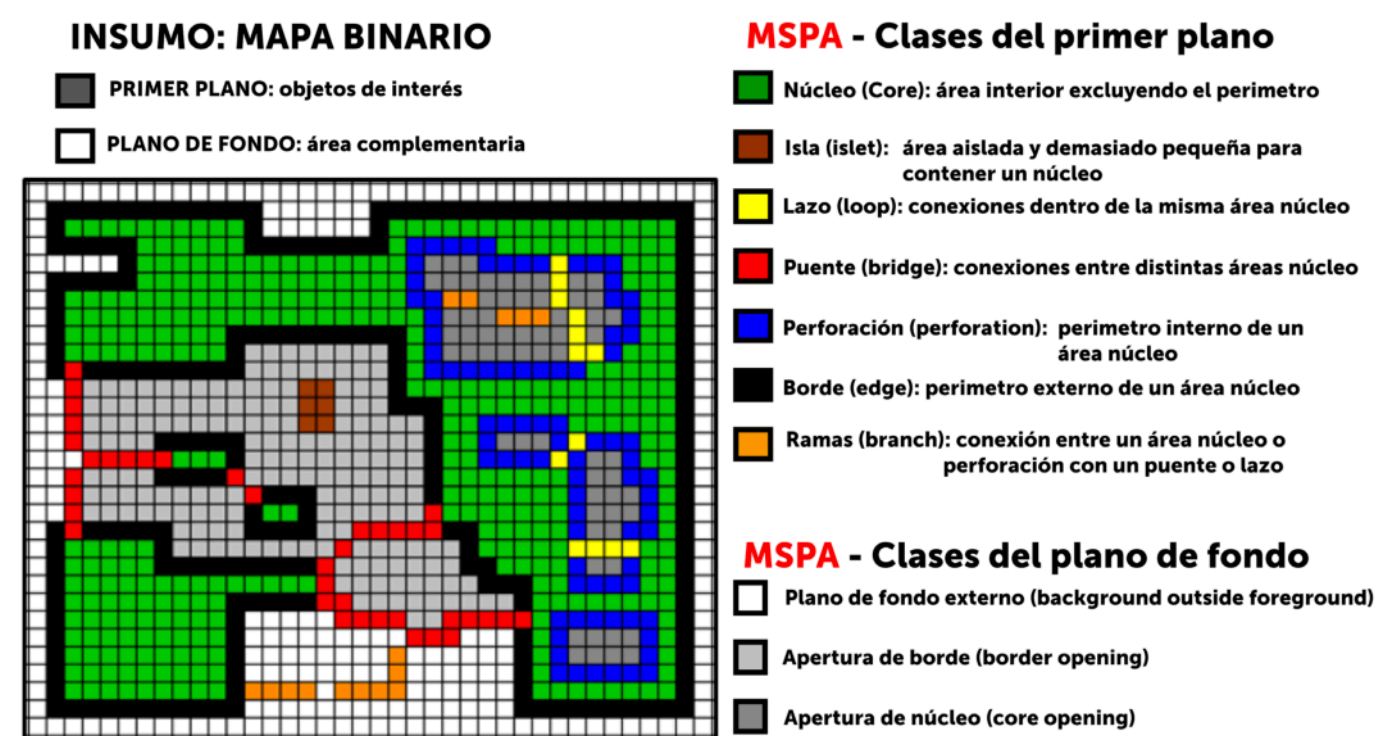 INSUMO: MAPA BINARIO
PRIMER PLANO: objetos de interés
PLANO DE FONDO: área complementaria
MSPA - Clases del primer plano
Núcleo (Core): área interior excluyendo el perimetro
Isla (islet): área aislada y demasiado pequeña para
contener un núcleo
Lazo (loop): conexiones dentro de la misma área núcleo
Puente (bridge): conexiones entre distintas áreas núcleo
Perforación (perforation): perimetro interno de un
área núcleo
Borde (edge): perimetro externo de un área núcleo
Ramas (branch): conexión entre un área núcleo o
perforación con un puente o lazo
MSPA - Clases del plano de fondo
Plano de fondo externo (background outside foreground)
Apertura de borde (border opening)
Apertura de núcleo (core opening)